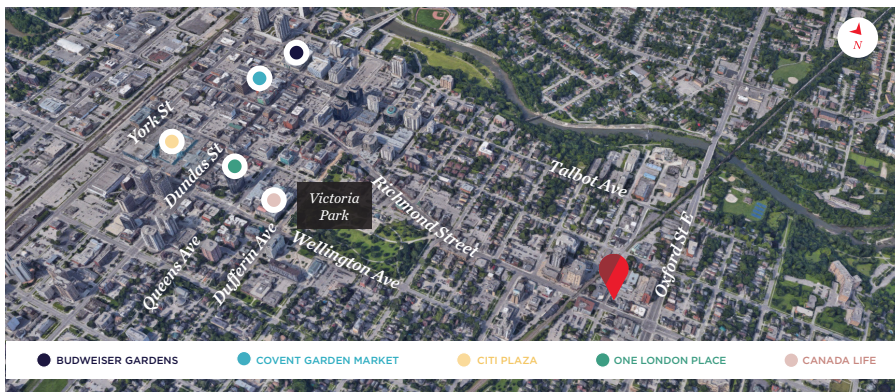 N
York St
Dundas St
Talbot Ave
Victoria
Park
Richmond Street
Queens Ave
Dufferin Ave
Wellington Ave
Oxford St E
BUDWEISER GARDENS
COVENT GARDEN MARKET
CITI PLAZA
ONE LONDON PLACE
CANADA LIFE